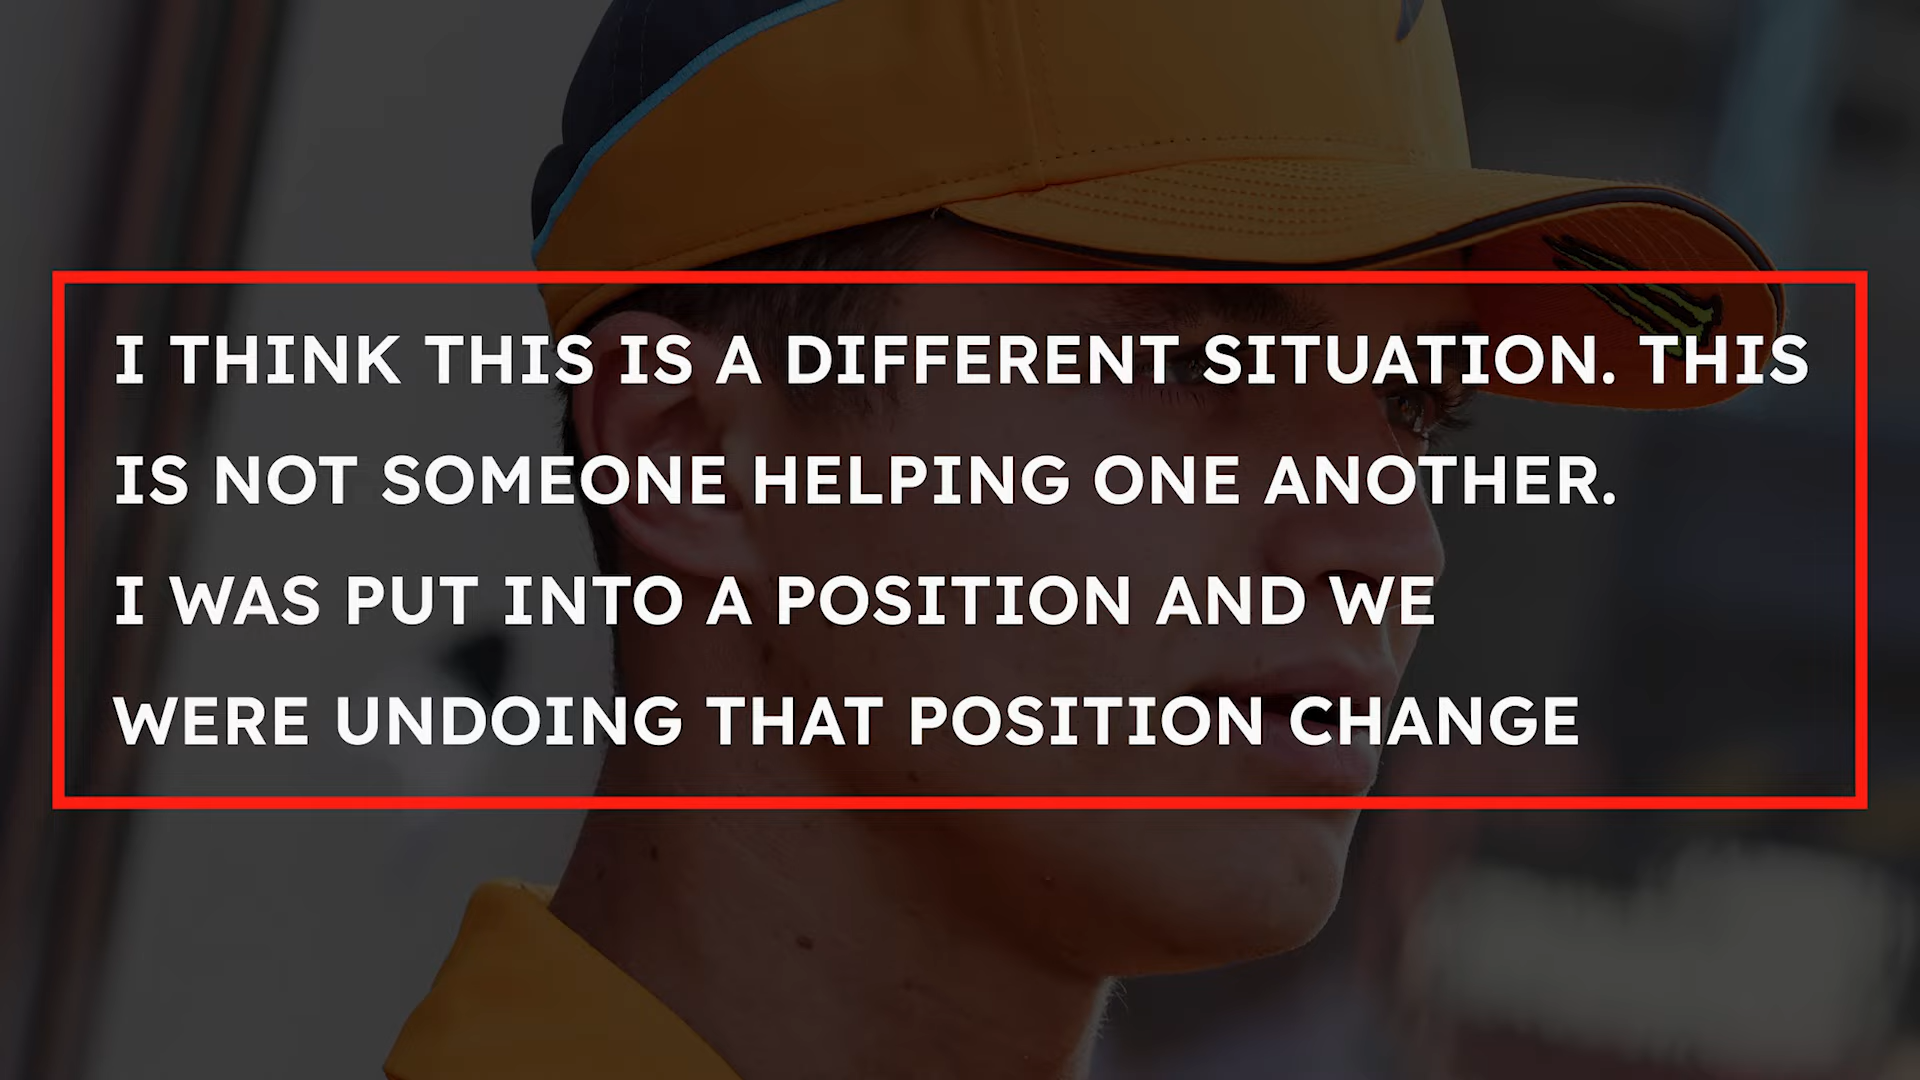 I THINK THIS IS A DIFFERENT SITUATION. THIS
IS NOT SOMEONE HELPING ONE ANOTHER.
I WAS PUT INTO A POSITION AND WE
WERE UNDOING THAT POSITION CHANGE